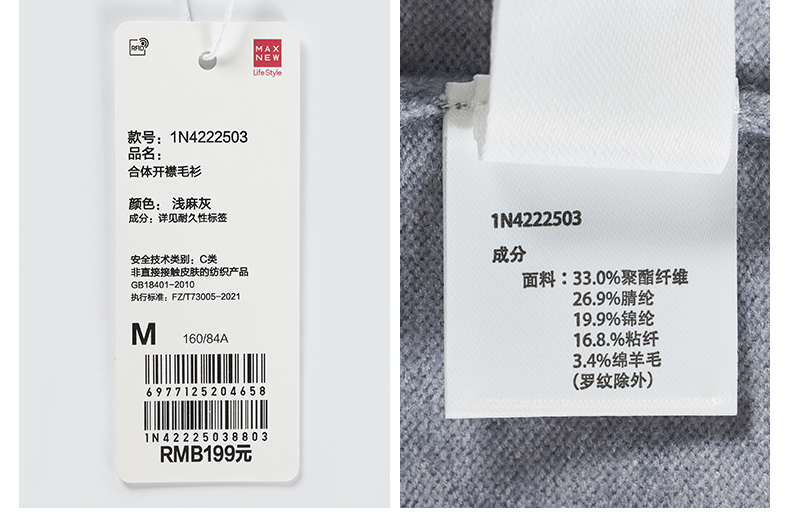 RFID
MAX
NEW
Life Style
款号：1N4222503
品名：
合体开襟毛衫
颜色：浅麻灰
成分：详见耐久性标签
安全技术类别：C类
非直接接触皮肤的纺织产品
GB18401-2010
执行标准：FZ/T73005-2021
M 160/84A
6977125204658
1N42225038803
RMB199元
1N4222503
成分
面料：33.0%聚酯纤维
26.9%腈纶
19.9%锦纶
16.8.%粘纤
3.4%绵羊毛
（罗纹除外）